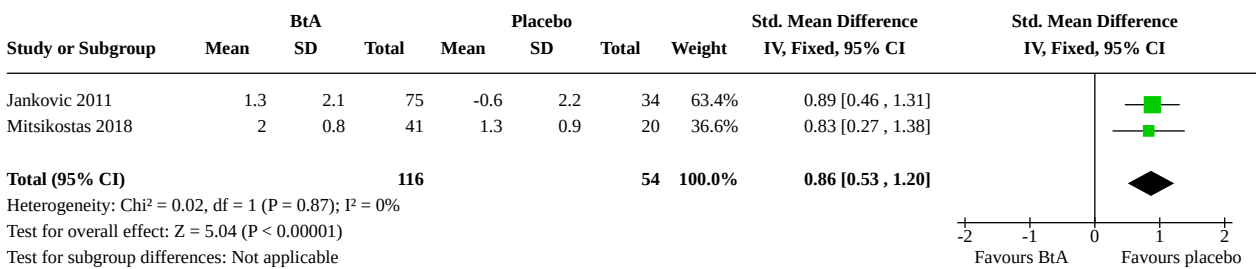 BtA Placebo Std. Mean Difference Std. Mean Difference
Study or Subgroup Mean SD Total Mean SD Total Weight IV, Fixed, 95% CI IV, Fixed, 95% CI
Jankovic 2011 1.3 2.1 75 -0.6 2.2 34 63.4% 0.89 [0.46 , 1.31]
Mitsikostas 2018 2 0.8 41 1.3 0.9 20 36.6% 0.83 [0.27 , 1.38]
Total (95% CI) 116 54 100.0% 0.86 [0.53 , 1.20]
Heterogeneity: Chi² = 0.02, df = 1 (P = 0.87); I² = 0%
Test for overall effect: Z = 5.04 (P < 0.00001)
-2 -1 0 1 2
Test for subgroup differences: Not applicable Favours BtA Favours placebo